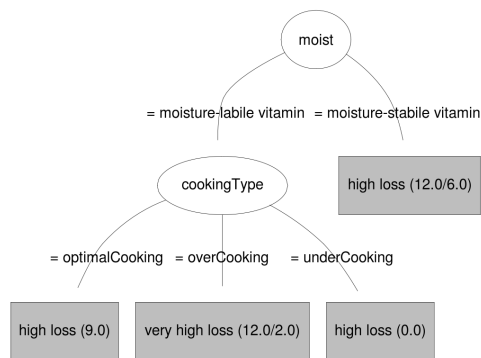 moist
= moisture-labile vitamin
= moisture-stabile vitamin
cookingType
high loss (12.0/6.0)
= optimalCooking
= overCooking
= underCooking
high loss (9.0)
very high loss (12.0/2.0)
high loss (0.0)